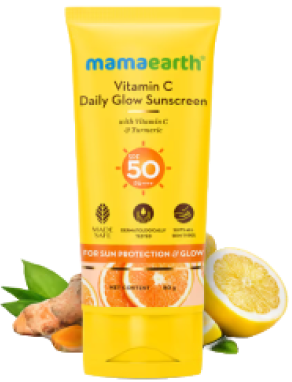 mamaearth®
Vitamin C
Daily Glow Sunscreen
with Vitamin C
& Turmeric
SPF
50
PA+++
MADE
SAFE
DERMATOLOGICALLY
TESTED
FOR SUN PROTECTION & GLOW
NET CONTENT